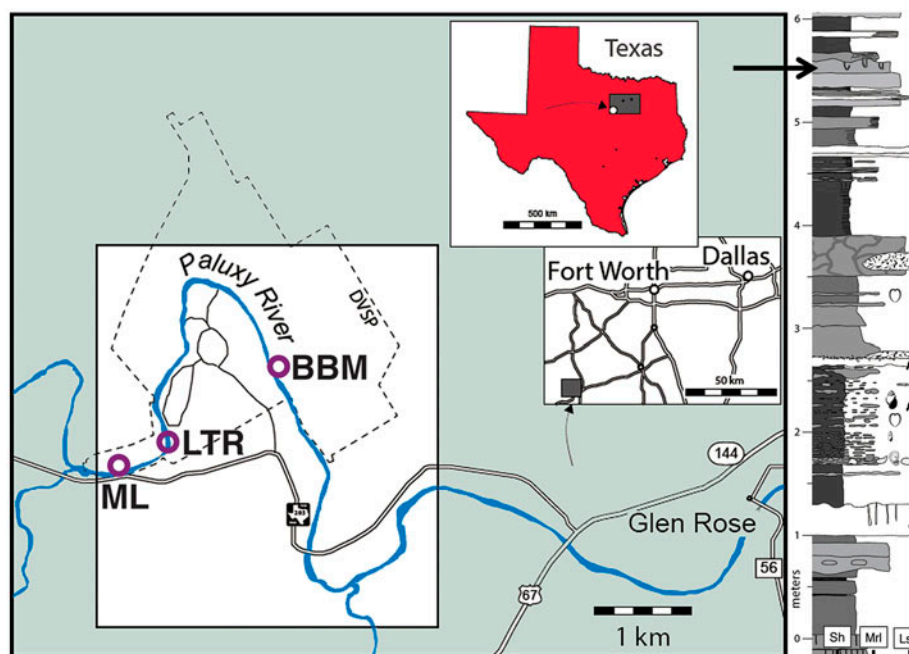 Texas
500 km
Paluxy River
DVSP
Fort Worth
Dallas
50 km
BBM
LTR
ML
144
Glen Rose
56
67
1 km
6
5
4
3
2
1
0
meters
Sh
Mrl
Ls